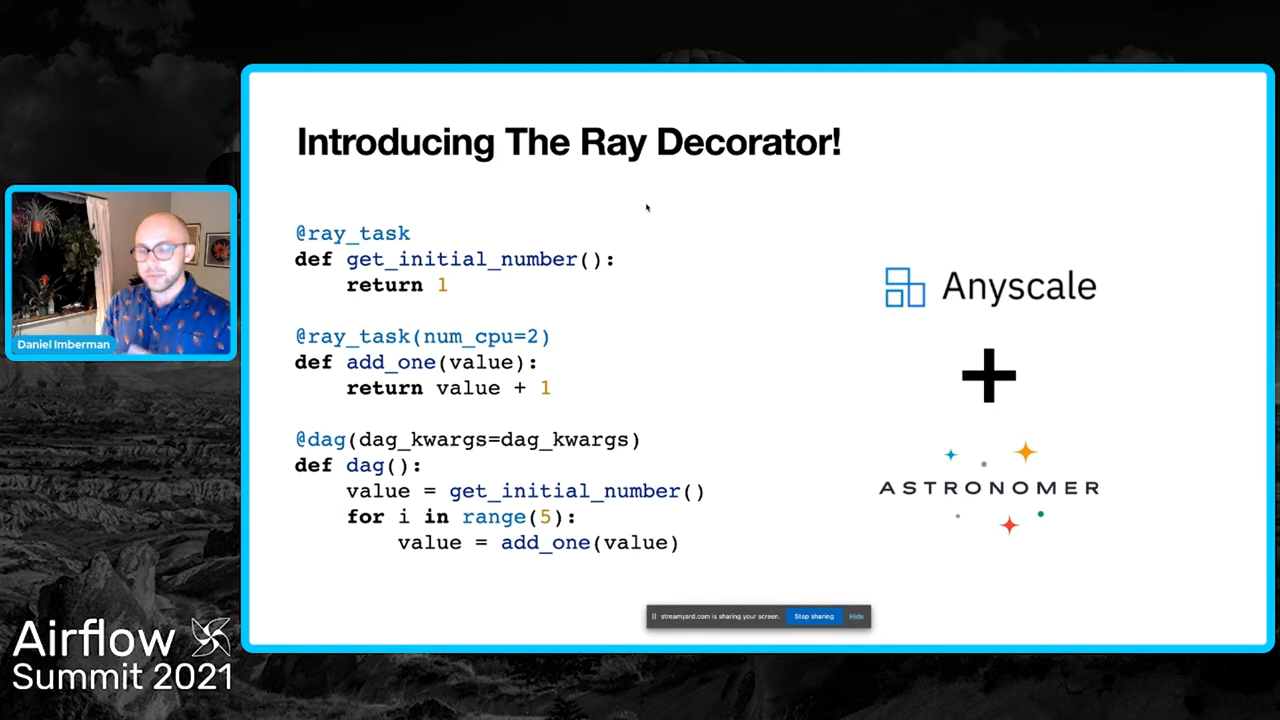 Introducing The Ray Decorator!
@ray_task
def get_initial_number():
    return 1
@ray_task(num_cpu=2)
def add_one(value):
    return value + 1
@dag(dag_kwargs=dag_kwargs)
def dag():
    value = get_initial_number()
    for i in range(5):
        value = add_one(value)
Anyscale
+
ASTRONOMER
streamyard.com is sharing your screen.
Stop sharing
Hide
Daniel Imberman
Airflow
Summit 2021